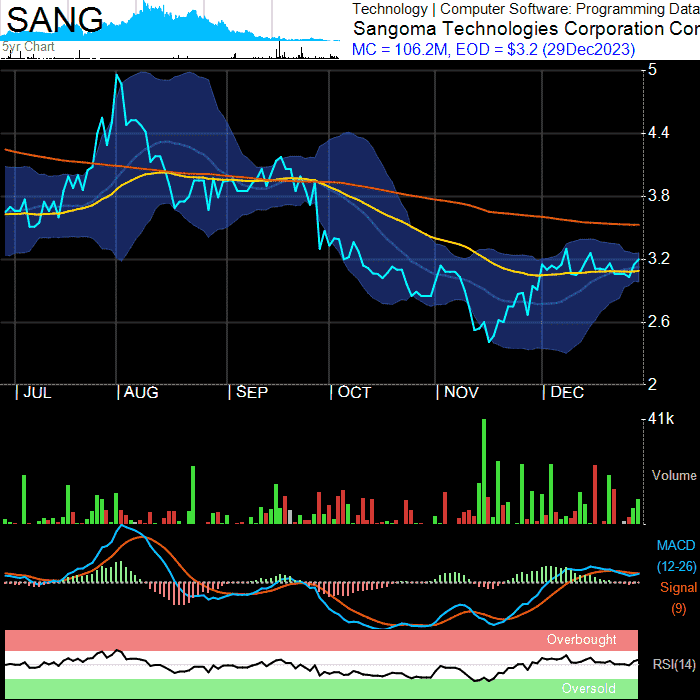 SANG
5yr Chart
Technology | Computer Software: Programming Data
Sangoma Technologies Corporation Cor
MC = 106.2M, EOD = $3.2 (29Dec2023)
5
4.4
3.8
3.2
2.6
2
JUL
AUG
SEP
OCT
NOV
DEC
41k
Volume
MACD
(12-26)
Signal
(9)
Overbought
RSI(14)
Oversold